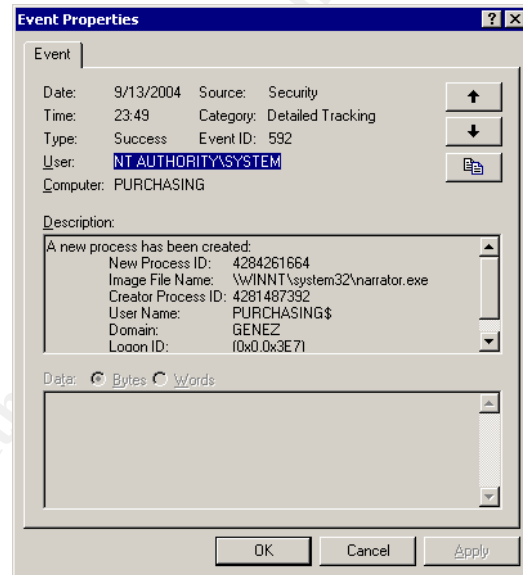 Event Properties
Event
Date: 9/13/2004 Source: Security
Time: 23:49 Category: Detailed Tracking
Type: Success Event ID: 592
User: NT AUTHORITY\SYSTEM
Computer: PURCHASING
Description:
A new process has been created:
New Process ID: 4284261664
Image File Name: \WINNT\system32\narrator.exe
Creator Process ID: 4281487392
User Name: PURCHASING$
Domain: GENEZ
Logon ID: (0x0,0x3E7)
Data: Bytes Words
OK Cancel Apply